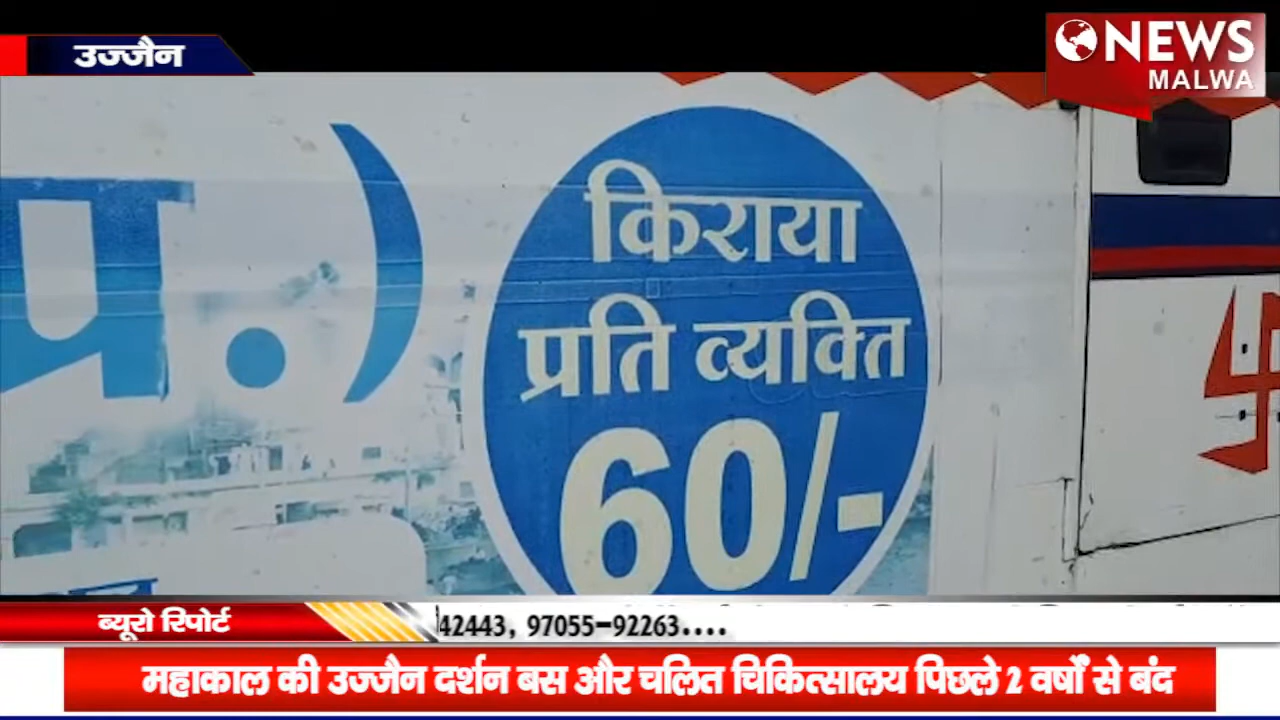 उज्जैन
NEWS
MALWA
प.)
किराया
प्रति व्यक्ति
60/-
ब्यूरो रिपोर्ट
42443, 97055-92263....
महाकाल की उज्जैन दर्शन बस और चलित चिकित्सालय पिछले 2 वर्षों से बंद